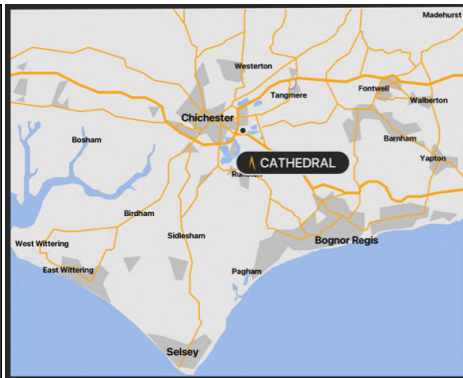 Madehurst
Westerton
Tangmere
Fontwell
Walberton
Chichester
Bosham
Barnham
CATHEDRAL
Yapton
Birdham
Sidlesham
West Wittering
Bognor Regis
East Wittering
Pagham
Selsey